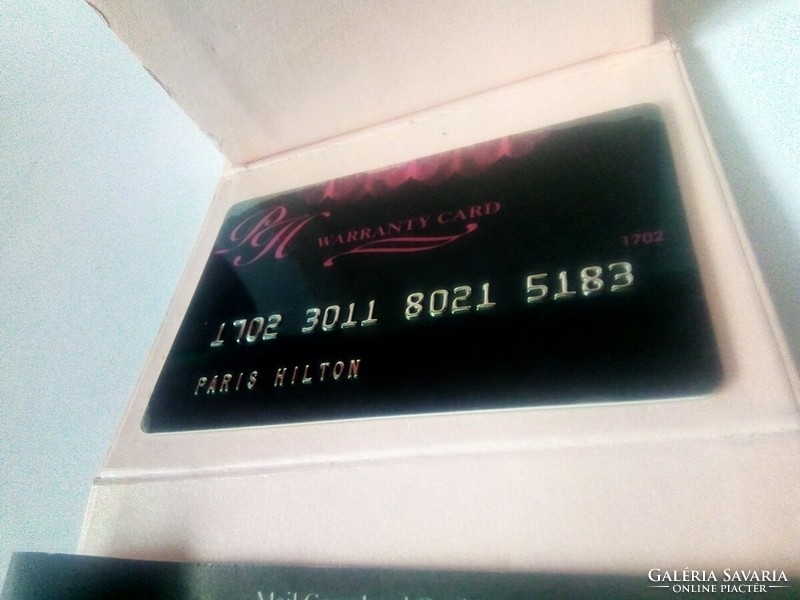 PH WARRANTY CARD
1702
1702 3011 8021 5183
PARIS HILTON
GALÉRIA SAVARIA
ONLINE PIACTÉR